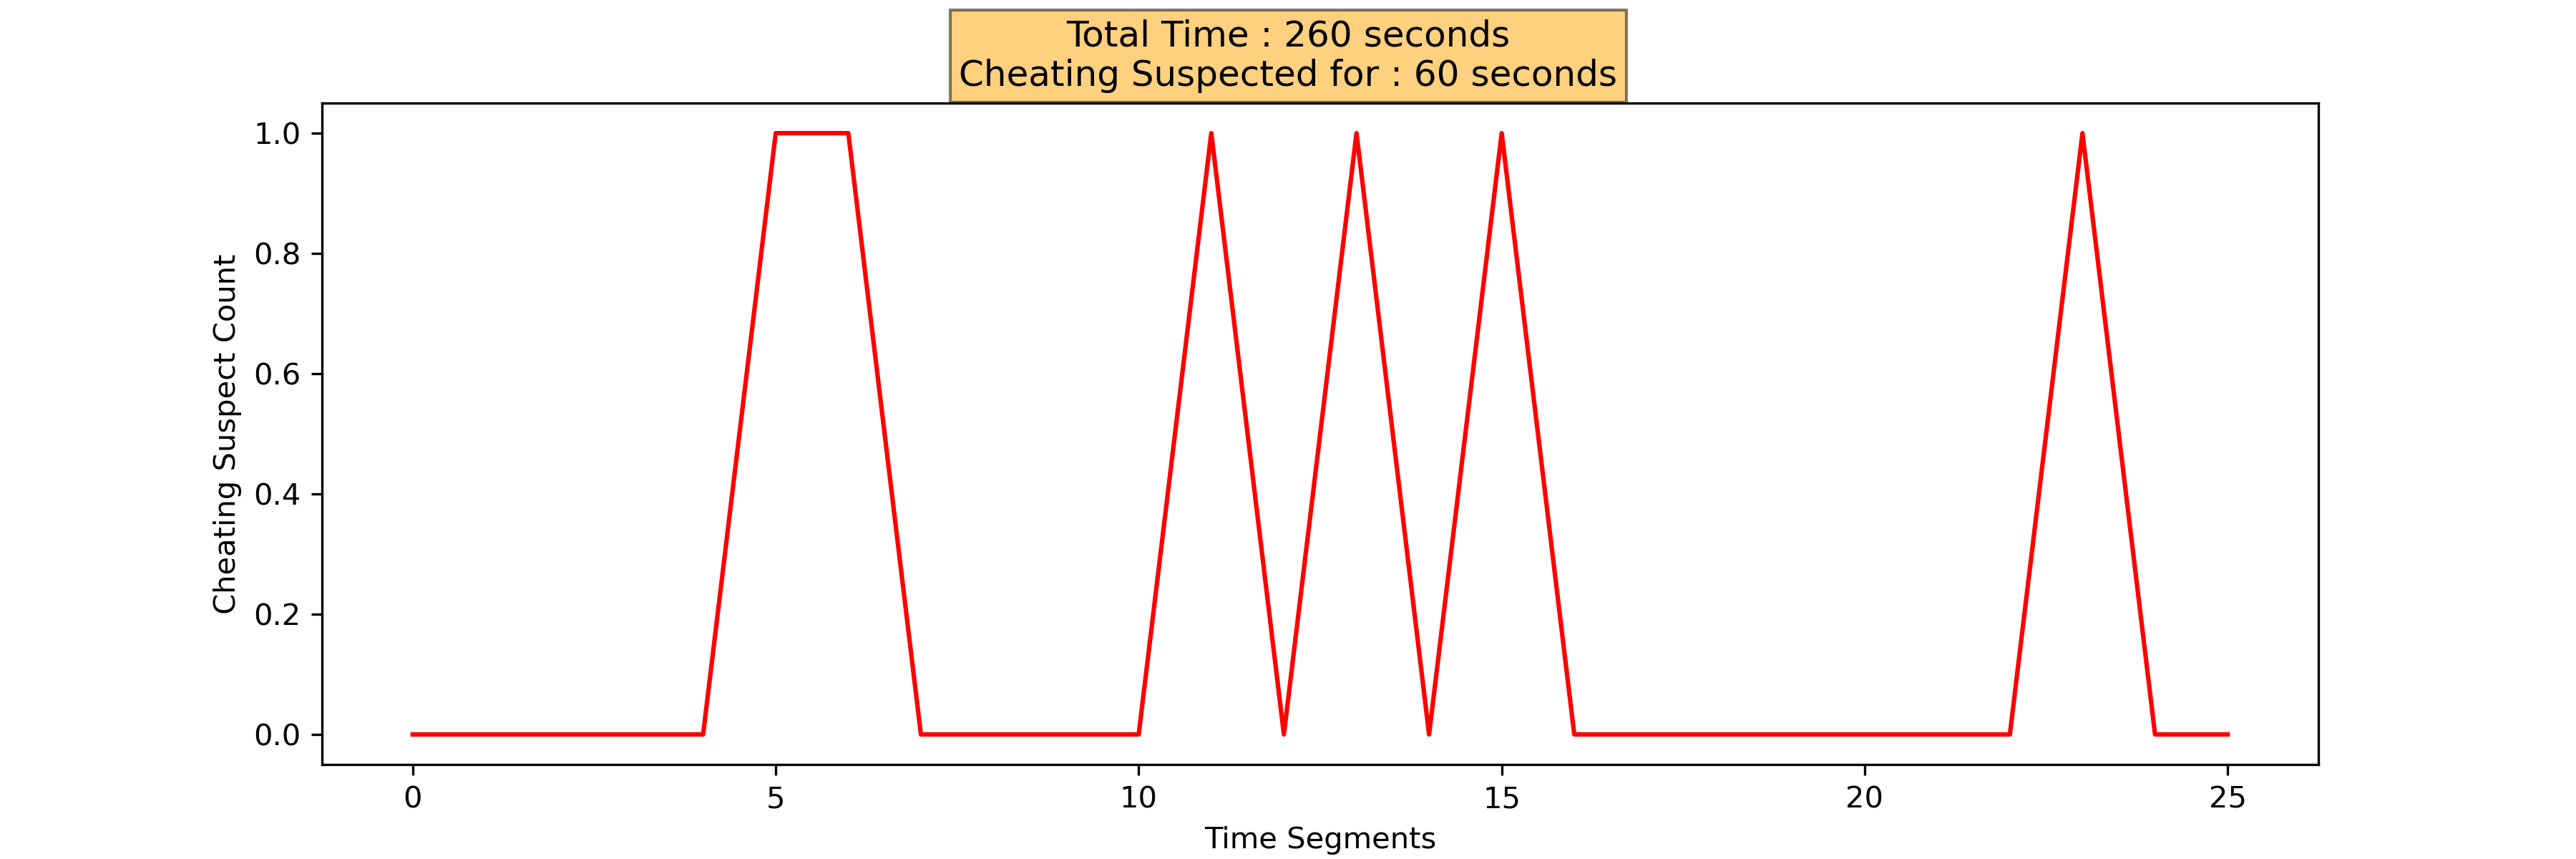 Total Time : 260 seconds
Cheating Suspected for : 60 seconds
1.0
0.8
0.6
0.4
0.2
0.0
Cheating Suspect Count
0 5 10 15 20 25
Time Segments